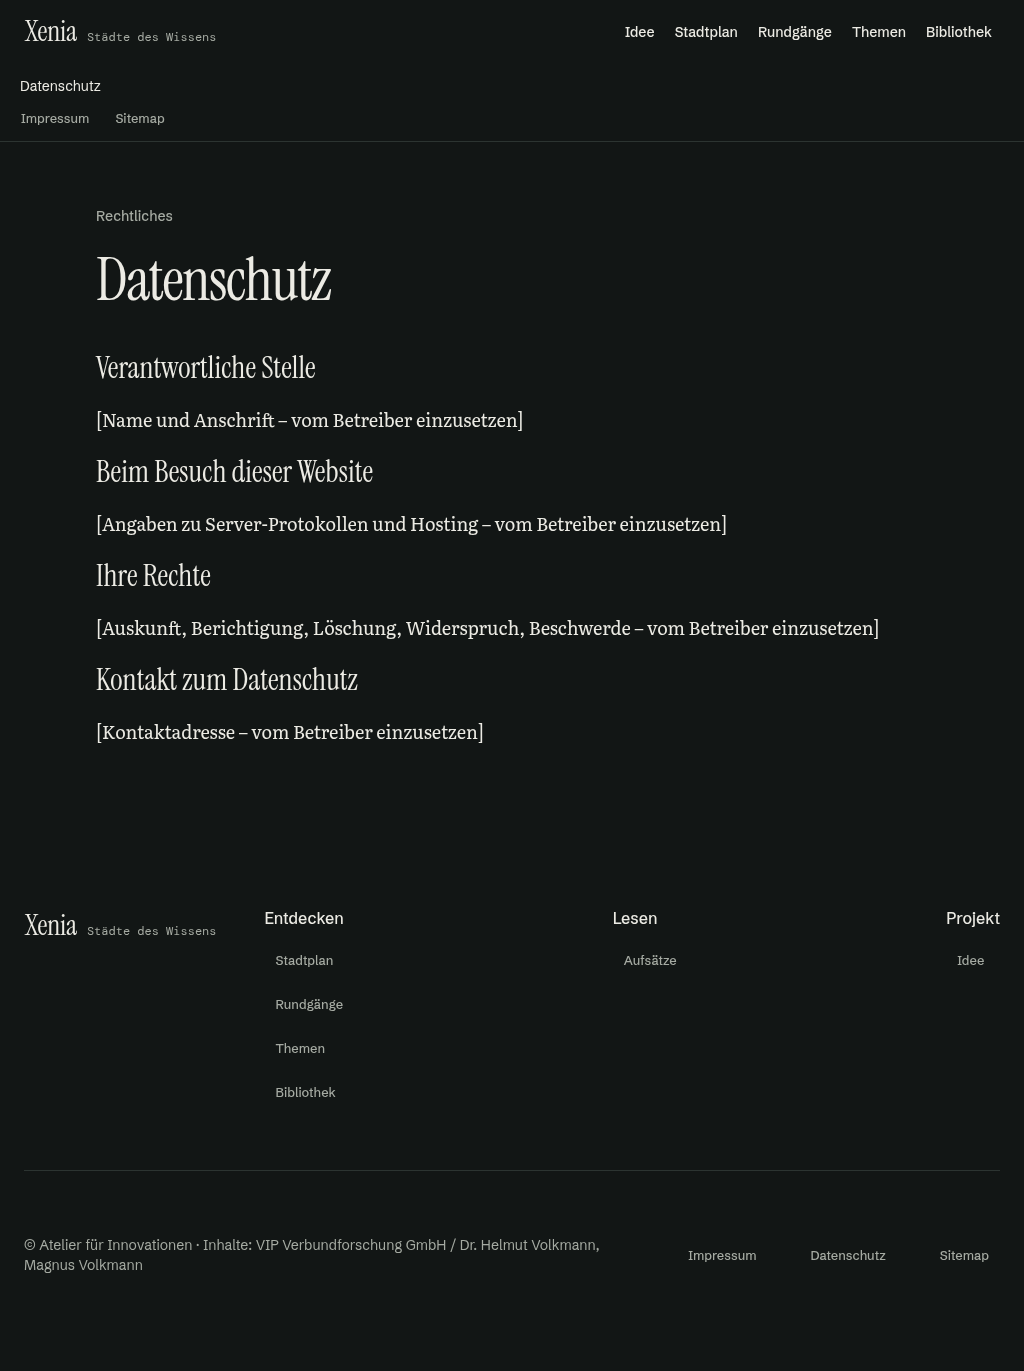 Xenia Städte des Wissens
Idee Stadtplan Rundgänge Themen Bibliothek
Datenschutz
Impressum Sitemap
Rechtliches
Datenschutz
Verantwortliche Stelle
[Name und Anschrift – vom Betreiber einzusetzen]
Beim Besuch dieser Website
[Angaben zu Server-Protokollen und Hosting – vom Betreiber einzusetzen]
Ihre Rechte
[Auskunft, Berichtigung, Löschung, Widerspruch, Beschwerde – vom Betreiber einzusetzen]
Kontakt zum Datenschutz
[Kontaktadresse – vom Betreiber einzusetzen]
Xenia Städte des Wissens
Entdecken
Stadtplan
Rundgänge
Themen
Bibliothek
Lesen
Aufsätze
Projekt
Idee
© Atelier für Innovationen · Inhalte: VIP Verbundforschung GmbH / Dr. Helmut Volkmann,
Magnus Volkmann
Impressum Datenschutz Sitemap